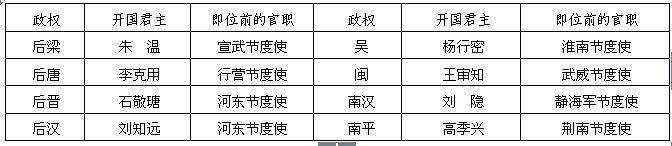 政权 开国君主 即位前的官职 政权 开国君主 即位前的官职
后梁 朱 温 宣武节度使 吴 杨行密 淮南节度使
后唐 李克用 行营节度使 闽 王审知 武威节度使
后晋 石敬瑭 河东节度使 南汉 刘 隐 静海军节度使
后汉 刘知远 河东节度使 南平 高季兴 荆南节度使